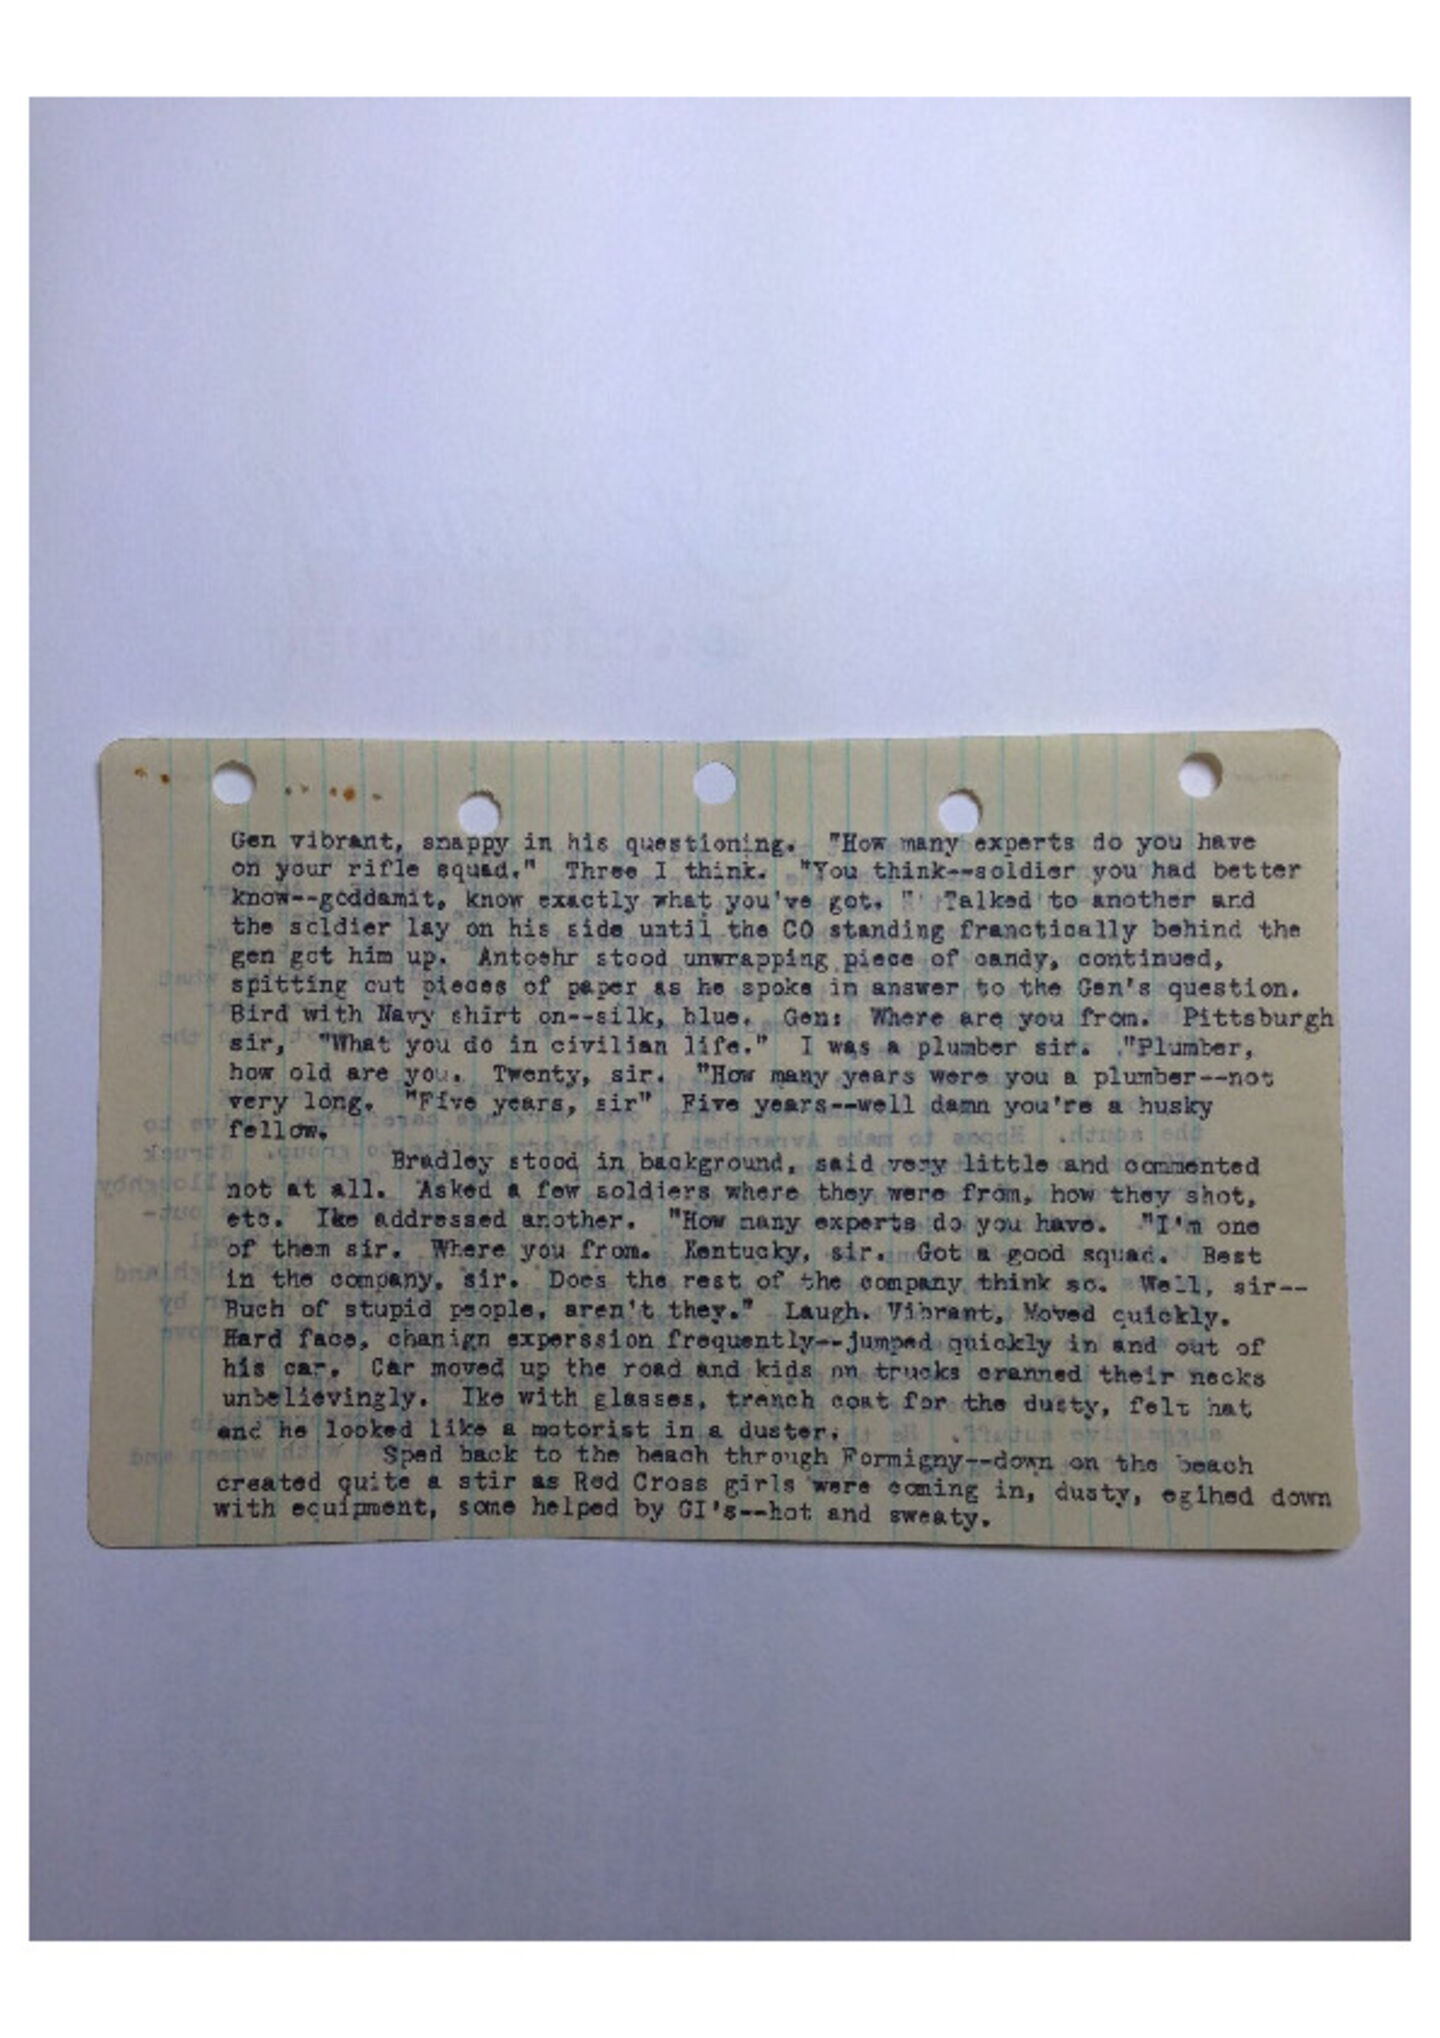 Gen vibrant, snappy in his questioning. "How many experts do you have
on your rifle squad." Three I think. "You think--soldier you had better
know--goddamit, know exactly what you've got. " Talked to another and
the soldier lay on his side until the CO standing franctically behind the
gen got him up. Antoehr stood unwrapping piece of candy, continued,
spitting out pieces of paper as he spoke in answer to the Gen's question.
Bird with Navy shirt on--silk, blue. Gen: Where are you from. Pittsburgh
sir, "What you do in civilian life." I was a plumber sir. "Plumber,
how old are you. Twenty, sir. "How many years were you a plumber--not
very long. "Five years, sir" Five years--well damn you're a husky
fellow.
Bradley stood in background, said very little and commented
not at all. Asked a few soldiers where they were from, how they shot,
etc. Ike addressed another. "How many experts do you have. "I'm one
of them sir. Where you from. Kentucky, sir. Got a good squad. Best
in the company, sir. Does the rest of the company think so. Well, sir--
Buch of stupid people, aren't they." Laugh. Vibrant, Moved quickly.
Hard face, chanign experssion frequently--jumped quickly in and out of
his car. Car moved up the road and kids on trucks cranned their necks
unbelievingly. Ike with glasses, trench coat for the dusty, felt hat
and he looked like a motorist in a duster.
Sped back to the beach through Formigny--down on the beach
created quite a stir as Red Cross girls were coming in, dusty, egihed down
with equipment, some helped by GI's--hot and sweaty.